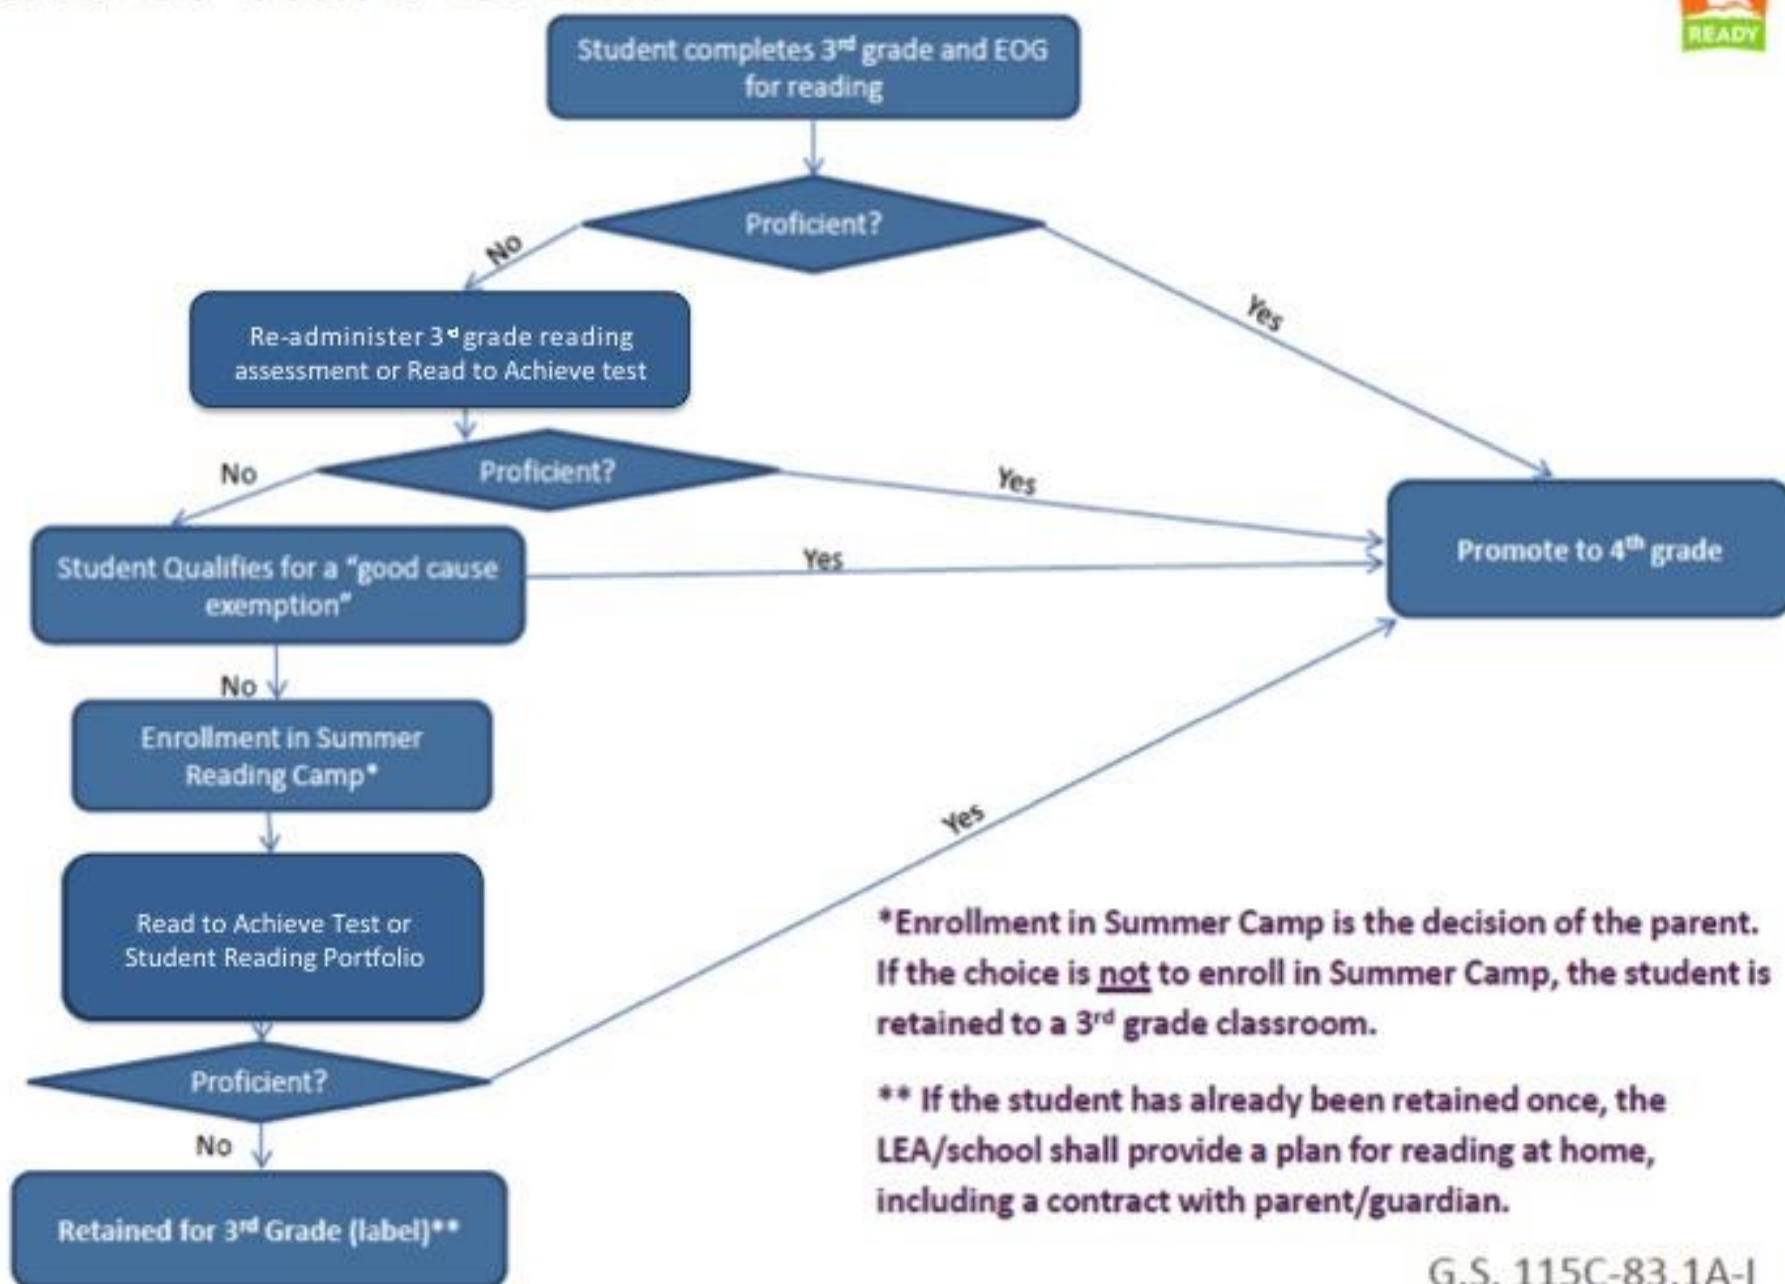 READY
Student completes 3rd grade and EOG
for reading
Proficient?
No
Yes
Re-administer 3rd grade reading
assessment or Read to Achieve test
Proficient?
No
Yes
Student Qualifies for a “good cause
exemption”
Yes
Promote to 4th grade
No
Enrollment in Summer
Reading Camp*
Read to Achieve Test or
Student Reading Portfolio
Yes
Proficient?
No
Retained for 3rd Grade (label)**
*Enrollment in Summer Camp is the decision of the parent.
If the choice is not to enroll in Summer Camp, the student is
retained to a 3rd grade classroom.
** If the student has already been retained once, the
LEA/school shall provide a plan for reading at home,
including a contract with parent/guardian.
G.S. 115C-83.1A-I